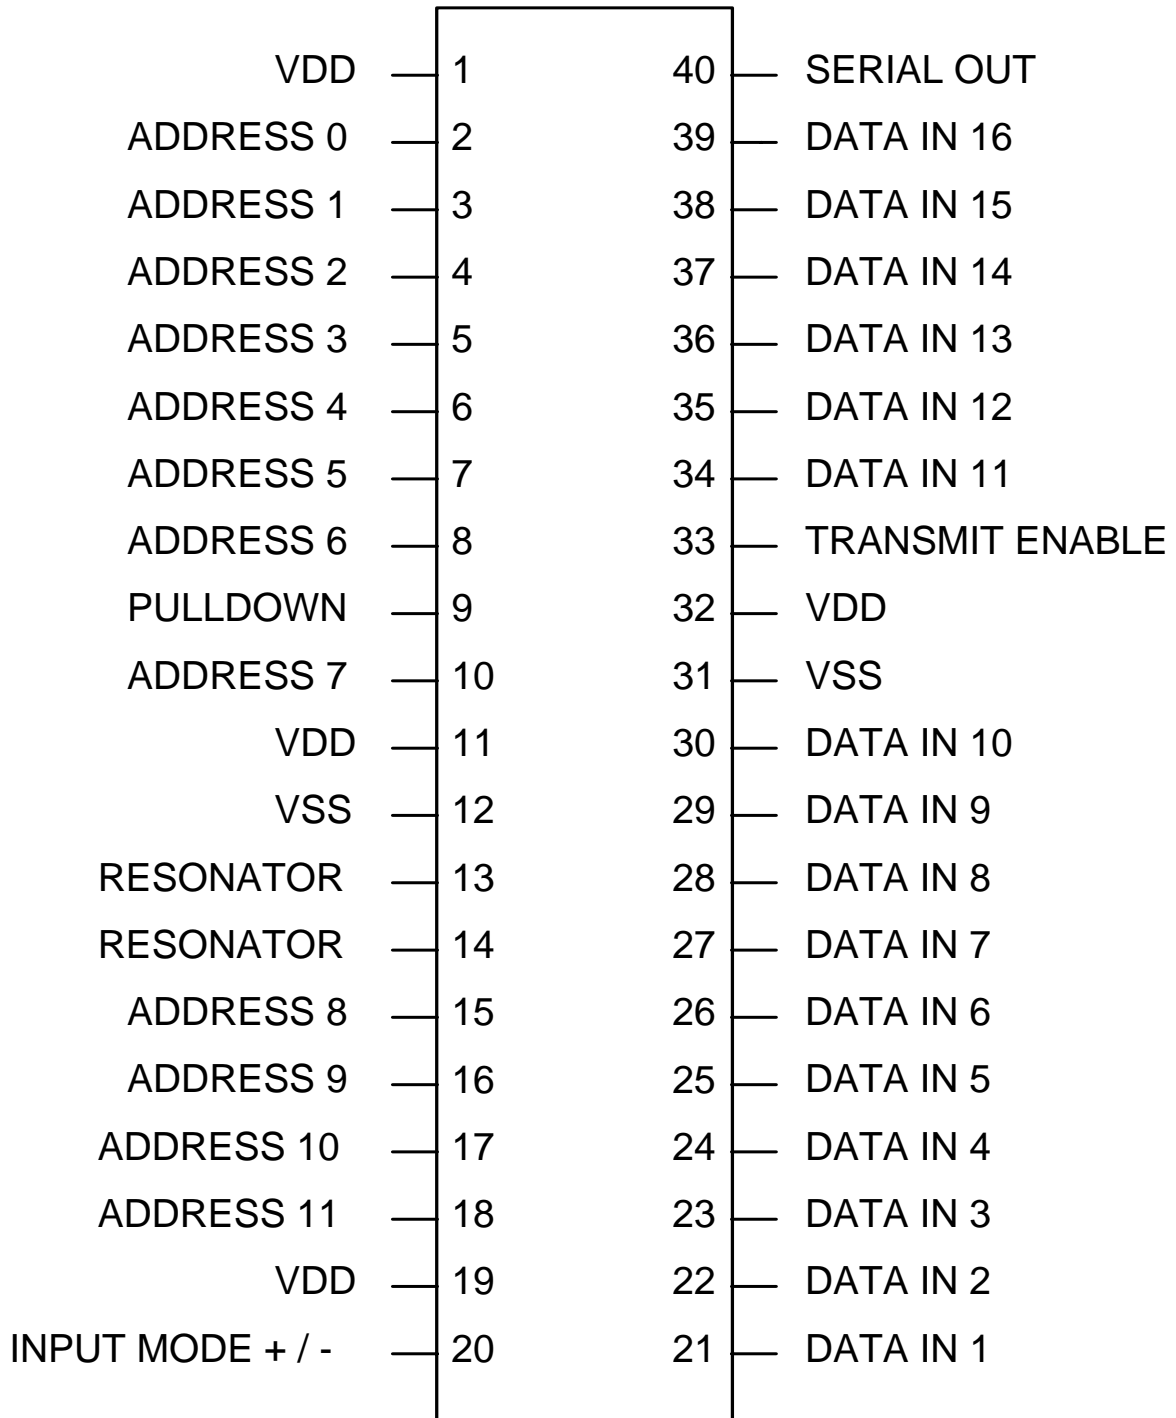 VDD 1 40 SERIAL OUT
ADDRESS 0 2 39 DATA IN 16
ADDRESS 1 3 38 DATA IN 15
ADDRESS 2 4 37 DATA IN 14
ADDRESS 3 5 36 DATA IN 13
ADDRESS 4 6 35 DATA IN 12
ADDRESS 5 7 34 DATA IN 11
ADDRESS 6 8 33 TRANSMIT ENABLE
PULLDOWN 9 32 VDD
ADDRESS 7 10 31 VSS
VDD 11 30 DATA IN 10
VSS 12 29 DATA IN 9
RESONATOR 13 28 DATA IN 8
RESONATOR 14 27 DATA IN 7
ADDRESS 8 15 26 DATA IN 6
ADDRESS 9 16 25 DATA IN 5
ADDRESS 10 17 24 DATA IN 4
ADDRESS 11 18 23 DATA IN 3
VDD 19 22 DATA IN 2
INPUT MODE + / - 20 21 DATA IN 1